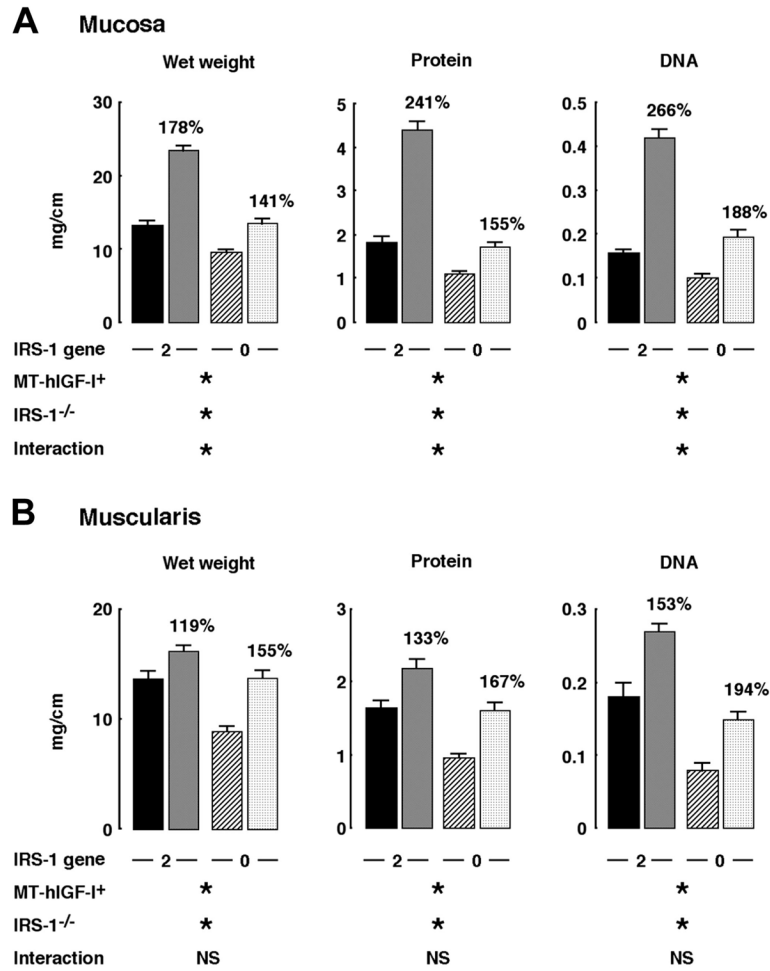 A Mucosa
Wet weight Protein DNA
30 5 0.5
178% 241% 266%
4 0.4
20
141% 3 155% 0.3 188%
mg/cm
2 0.2
10
1 0.1
0 0 0
IRS-1 gene 2 0 2 0 2 0
MT-hIGF-I+ * * *
IRS-1-/- * * *
Interaction * * *
B Muscularis
Wet weight Protein DNA
20 3 0.3
119% 133% 153%
155% 167% 194%
2 0.2
mg/cm
10
1 0.1
0 0 0
IRS-1 gene 2 0 2 0 2 0
MT-hIGF-I+ * * *
IRS-1-/- * * *
Interaction NS NS NS